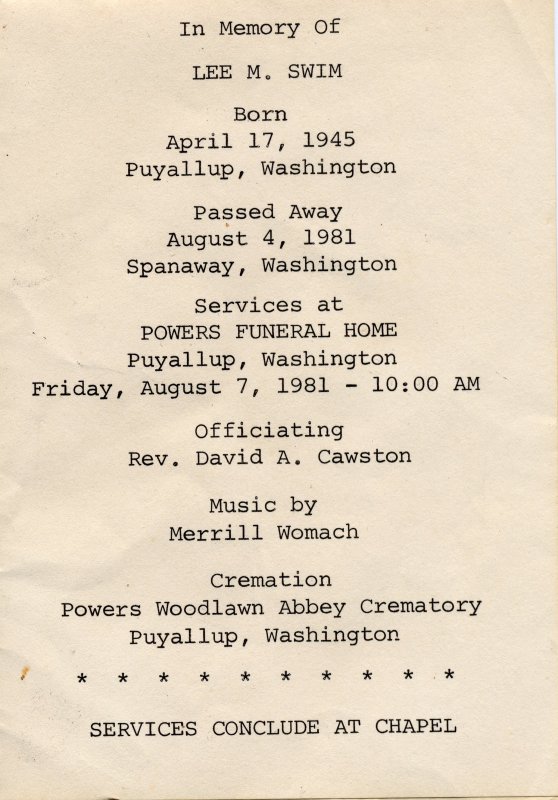 In Memory Of
LEE M. SWIM
Born
April 17, 1945
Puyallup, Washington
Passed Away
August 4, 1981
Spanaway, Washington
Services at
POWERS FUNERAL HOME
Puyallup, Washington
Friday, August 7, 1981 - 10:00 AM
Officiating
Rev. David A. Cawston
Music by
Merrill Womach
Cremation
Powers Woodlawn Abbey Crematory
Puyallup, Washington
* * * * * * * * * *
SERVICES CONCLUDE AT CHAPEL